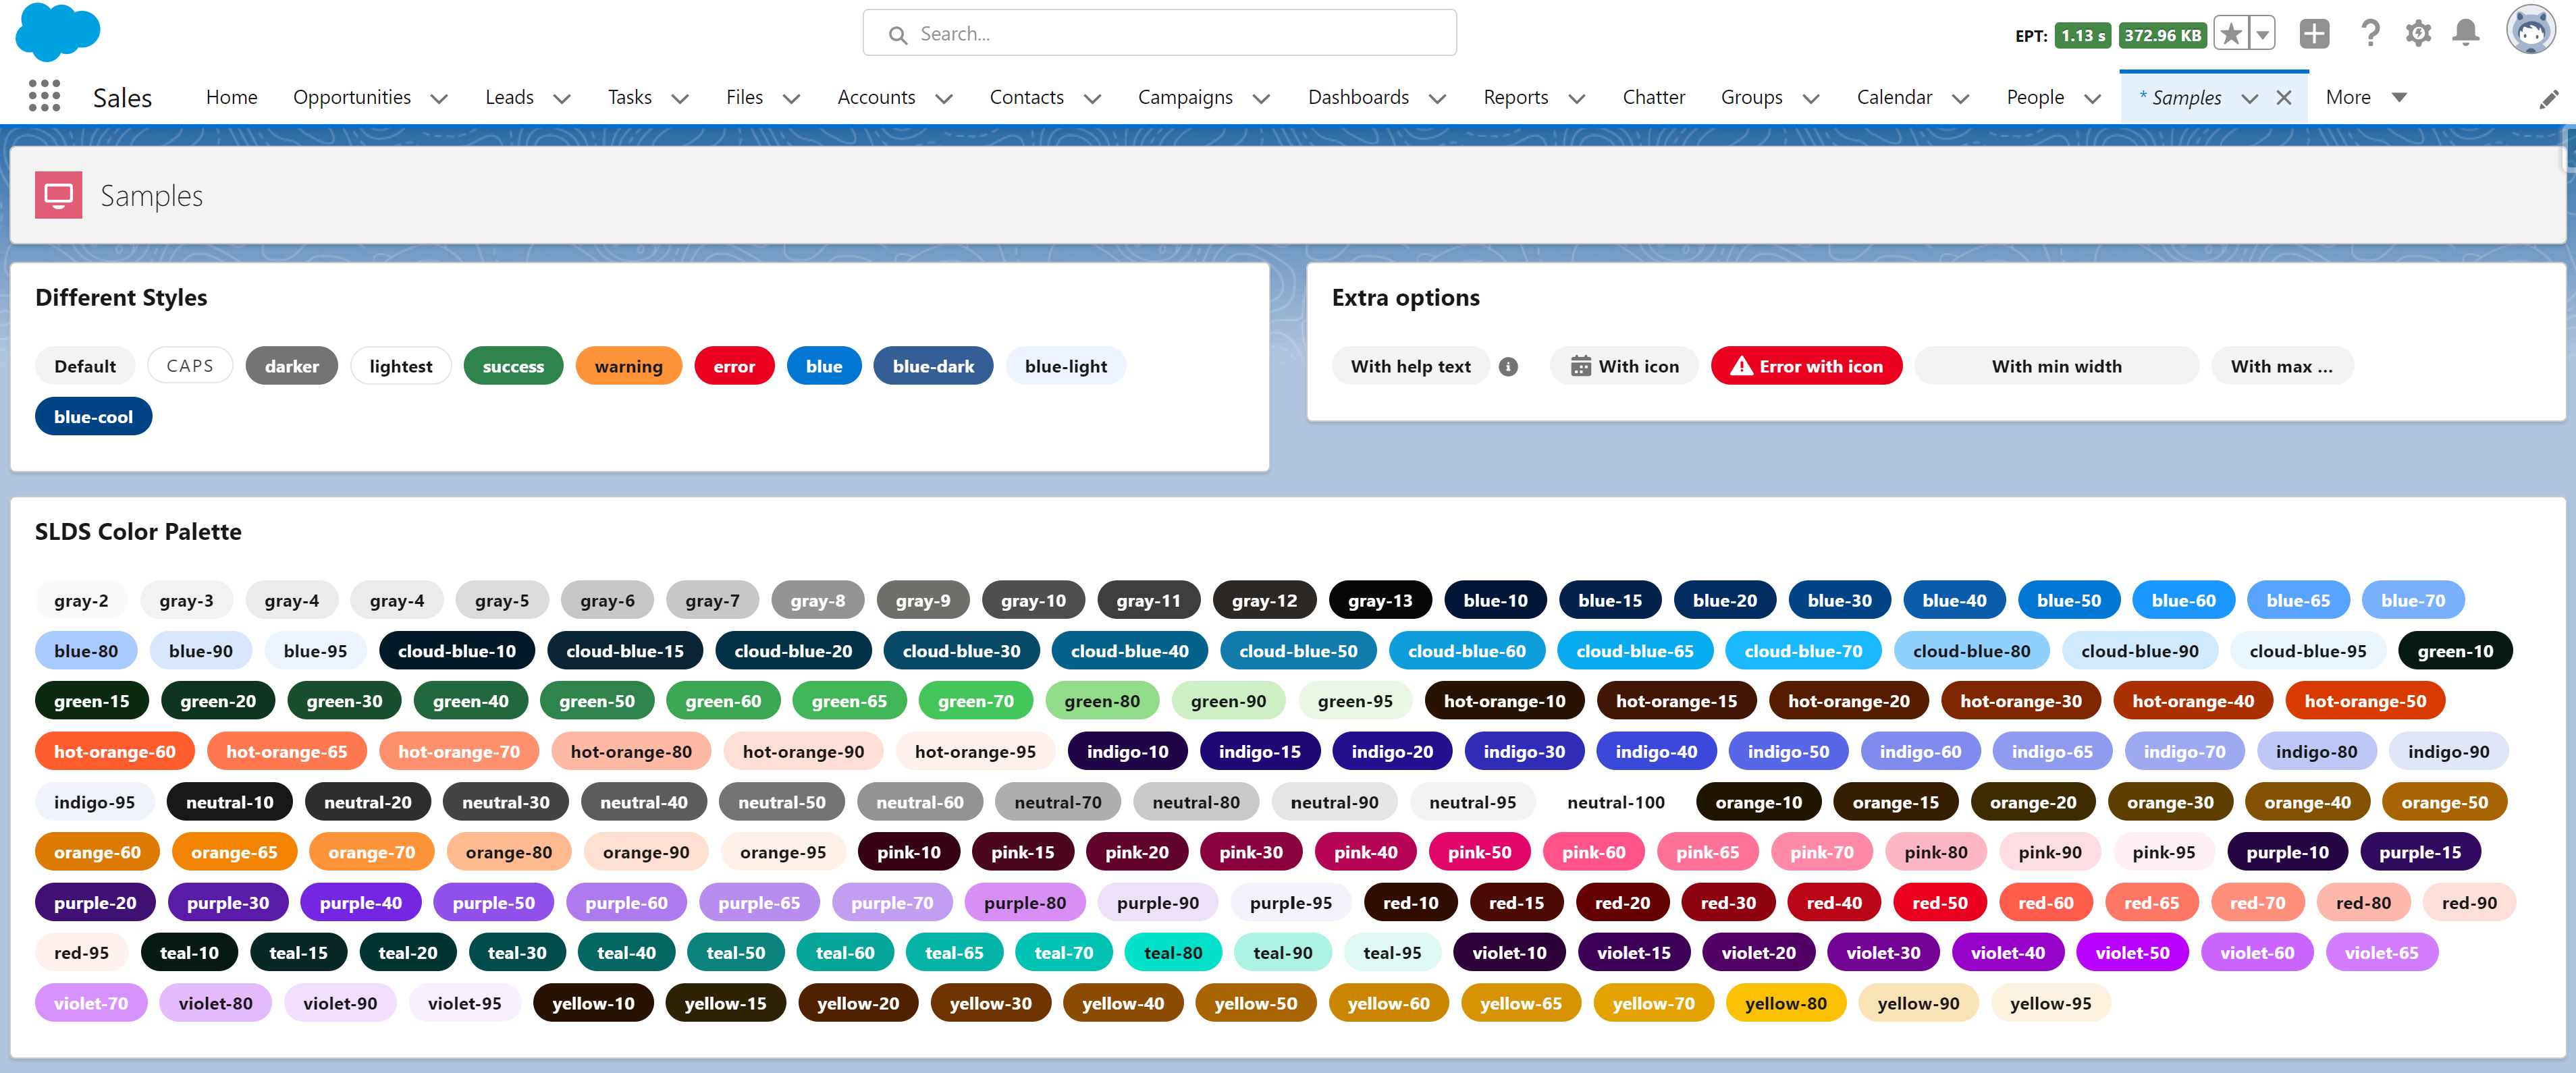 Search...
EPT: 1.13 s 372.96 KB
Sales Home Opportunities Leads Tasks Files Accounts Contacts Campaigns Dashboards Reports Chatter Groups Calendar People * Samples More
Samples
Different Styles
Default CAPS darker lightest success warning error blue blue-dark blue-light
blue-cool
Extra options
With help text With icon Error with icon With min width With max ...
SLDS Color Palette
gray-2 gray-3 gray-4 gray-4 gray-5 gray-6 gray-7 gray-8 gray-9 gray-10 gray-11 gray-12 gray-13 blue-10 blue-15 blue-20 blue-30 blue-40 blue-50 blue-60 blue-65 blue-70
blue-80 blue-90 blue-95 cloud-blue-10 cloud-blue-15 cloud-blue-20 cloud-blue-30 cloud-blue-40 cloud-blue-50 cloud-blue-60 cloud-blue-65 cloud-blue-70 cloud-blue-80 cloud-blue-90 cloud-blue-95 green-10
green-15 green-20 green-30 green-40 green-50 green-60 green-65 green-70 green-80 green-90 green-95 hot-orange-10 hot-orange-15 hot-orange-20 hot-orange-30 hot-orange-40 hot-orange-50
hot-orange-60 hot-orange-65 hot-orange-70 hot-orange-80 hot-orange-90 hot-orange-95 indigo-10 indigo-15 indigo-20 indigo-30 indigo-40 indigo-50 indigo-60 indigo-65 indigo-70 indigo-80 indigo-90
indigo-95 neutral-10 neutral-20 neutral-30 neutral-40 neutral-50 neutral-60 neutral-70 neutral-80 neutral-90 neutral-95 neutral-100 orange-10 orange-15 orange-20 orange-30 orange-40 orange-50
orange-60 orange-65 orange-70 orange-80 orange-90 orange-95 pink-10 pink-15 pink-20 pink-30 pink-40 pink-50 pink-60 pink-65 pink-70 pink-80 pink-90 pink-95 purple-10 purple-15
purple-20 purple-30 purple-40 purple-50 purple-60 purple-65 purple-70 purple-80 purple-90 purple-95 red-10 red-15 red-20 red-30 red-40 red-50 red-60 red-65 red-70 red-80 red-90
red-95 teal-10 teal-15 teal-20 teal-30 teal-40 teal-50 teal-60 teal-65 teal-70 teal-80 teal-90 teal-95 violet-10 violet-15 violet-20 violet-30 violet-40 violet-50 violet-60 violet-65
violet-70 violet-80 violet-90 violet-95 yellow-10 yellow-15 yellow-20 yellow-30 yellow-40 yellow-50 yellow-60 yellow-65 yellow-70 yellow-80 yellow-90 yellow-95